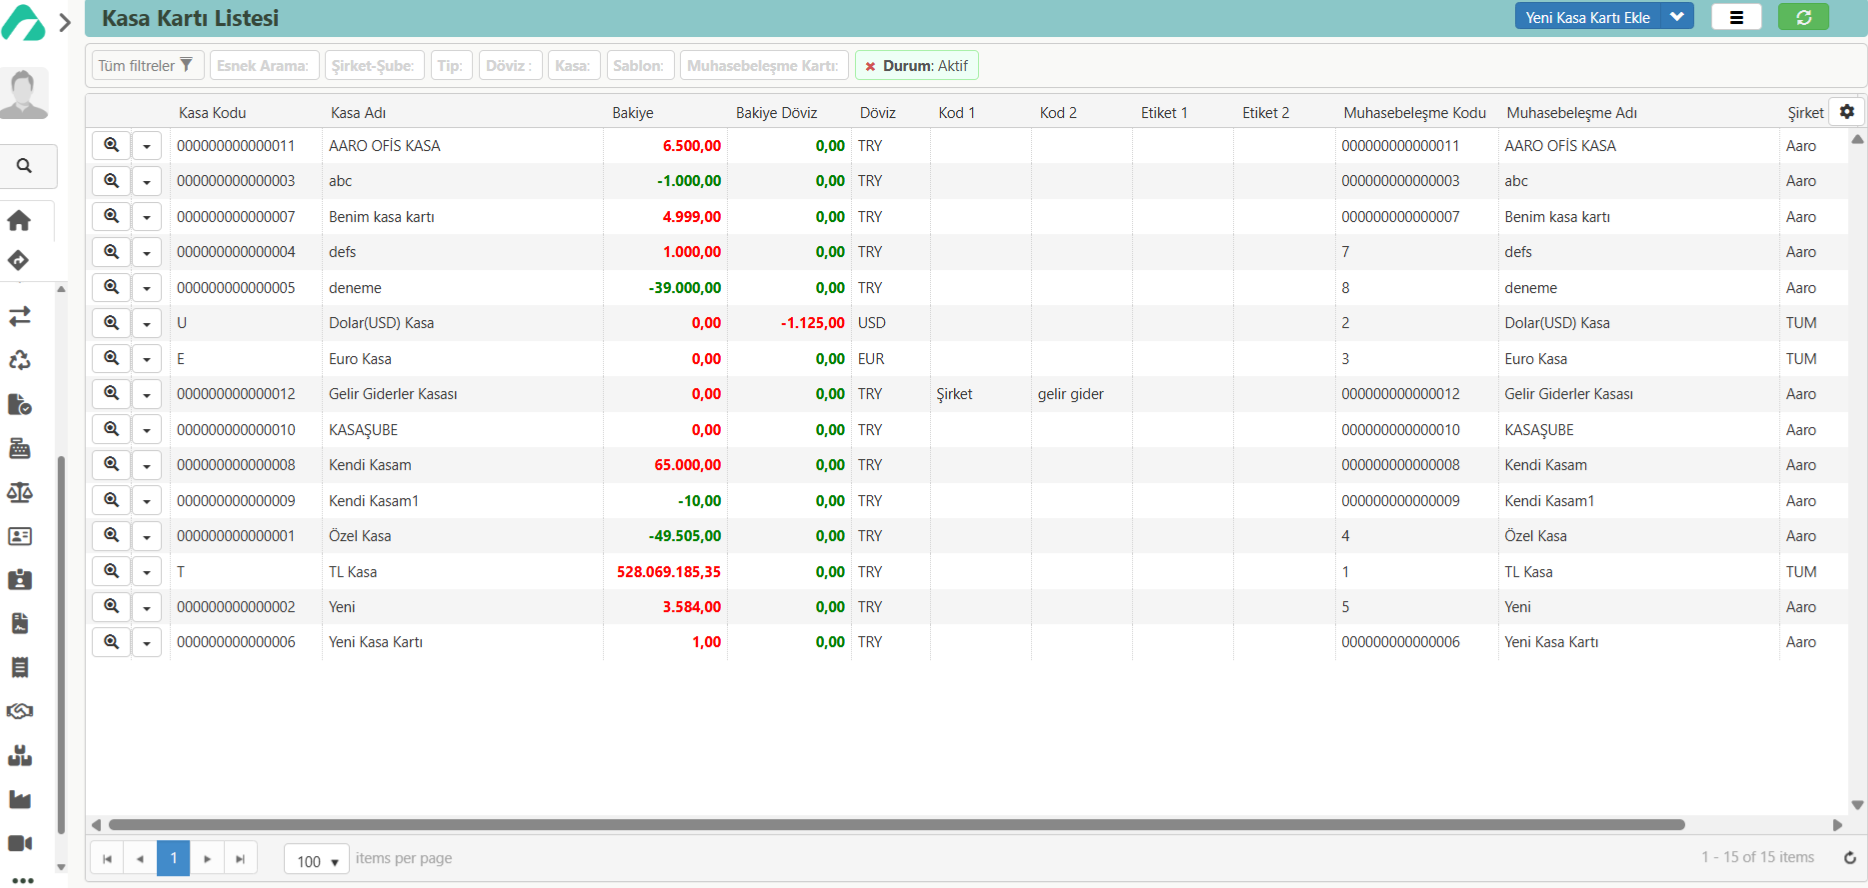 Kasa Kartı Listesi
Yeni Kasa Kartı Ekle
Tüm filtreler Esnek Arama: Şirket-Şube: Tip: Döviz : Kasa: Sablon: Muhasebeleşme Kartı: × Durum: Aktif
Kasa Kodu Kasa Adı Bakiye Bakiye Döviz Döviz Kod 1 Kod 2 Etiket 1 Etiket 2 Muhasebeleşme Kodu Muhasebeleşme Adı Şirket
000000000000011 AARO OFİS KASA 6.500,00 0,00 TRY 000000000000011 AARO OFİS KASA Aaro
000000000000003 abc -1.000,00 0,00 TRY 000000000000003 abc Aaro
000000000000007 Benim kasa kartı 4.999,00 0,00 TRY 000000000000007 Benim kasa kartı Aaro
000000000000004 defs 1.000,00 0,00 TRY 7 defs Aaro
000000000000005 deneme -39.000,00 0,00 TRY 8 deneme Aaro
U Dolar(USD) Kasa 0,00 -1.125,00 USD 2 Dolar(USD) Kasa TUM
E Euro Kasa 0,00 0,00 EUR 3 Euro Kasa TUM
000000000000012 Gelir Giderler Kasası 0,00 0,00 TRY Şirket gelir gider 000000000000012 Gelir Giderler Kasası Aaro
000000000000010 KASAŞUBE 0,00 0,00 TRY 000000000000010 KASAŞUBE Aaro
000000000000008 Kendi Kasam 65.000,00 0,00 TRY 000000000000008 Kendi Kasam Aaro
000000000000009 Kendi Kasam1 -10,00 0,00 TRY 000000000000009 Kendi Kasam1 Aaro
000000000000001 Özel Kasa -49.505,00 0,00 TRY 4 Özel Kasa Aaro
T TL Kasa 528.069.185,35 0,00 TRY 1 TL Kasa TUM
000000000000002 Yeni 3.584,00 0,00 TRY 5 Yeni Aaro
000000000000006 Yeni Kasa Kartı 1,00 0,00 TRY 000000000000006 Yeni Kasa Kartı Aaro
1 100 items per page 1 - 15 of 15 items